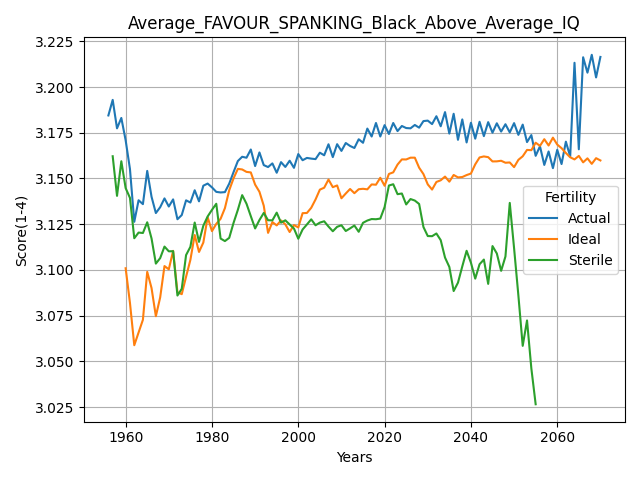 Average_FAVOUR_SPANKING_Black_Above_Average_IQ
3.225
3.200
3.175
3.150
3.125
3.100
3.075
3.050
3.025
Score(1-4)
Fertility
Actual
Ideal
Sterile
1960 1980 2000 2020 2040 2060
Years